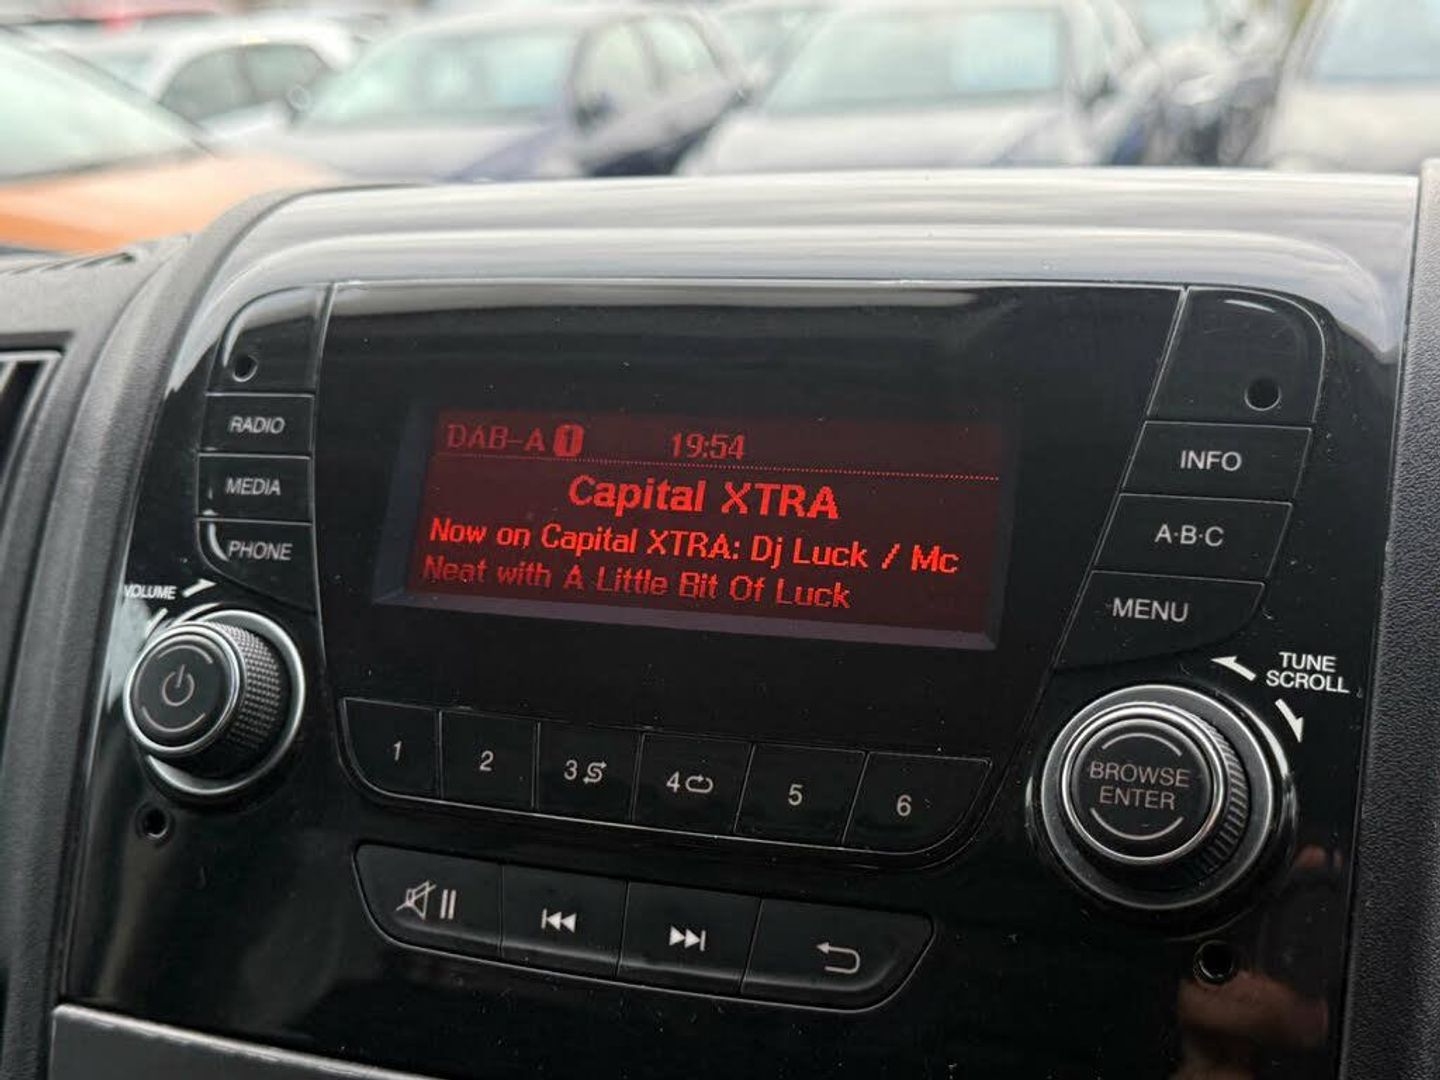 DAB-A 1 19:54
Capital XTRA
Now on Capital XTRA: Dj Luck / Mc
Neat with A Little Bit Of Luck
RADIO
MEDIA
PHONE
VOLUME
INFO
A·B·C
MENU
TUNE
SCROLL
1 2 3 4 5 6
BROWSE
ENTER